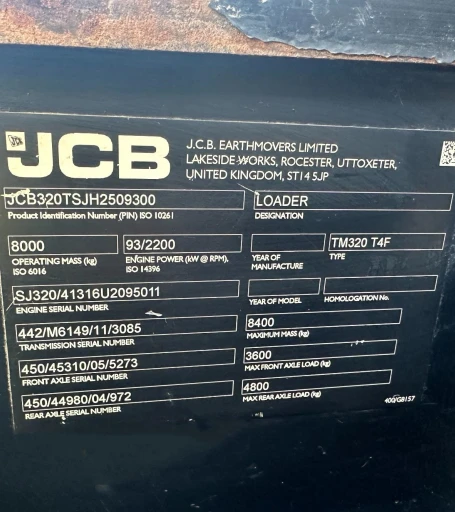 JCB
J.C.B. EARTHMOVERS LIMITED
LAKESIDE WORKS, ROCESTER, UTTOXETER,
UNITED KINGDOM, ST14 5JP
JCB320TSJH2509300
Product Identification Number (PIN) ISO 10261
LOADER
DESIGNATION
8000
OPERATING MASS (kg)
ISO 6016
93/2200
ENGINE POWER (kW @ RPM),
ISO 14396
YEAR OF
MANUFACTURE
TM320 T4F
TYPE
SJ320/41316U2095011
ENGINE SERIAL NUMBER
YEAR OF MODEL
HOMOLOGATION No.
442/M6149/11/3085
TRANSMISSION SERIAL NUMBER
8400
MAXIMUM MASS (kg)
450/45310/05/5273
FRONT AXLE SERIAL NUMBER
3600
MAX FRONT AXLE LOAD (kg)
450/44980/04/972
REAR AXLE SERIAL NUMBER
4800
MAX REAR AXLE LOAD (kg)
400/G8157